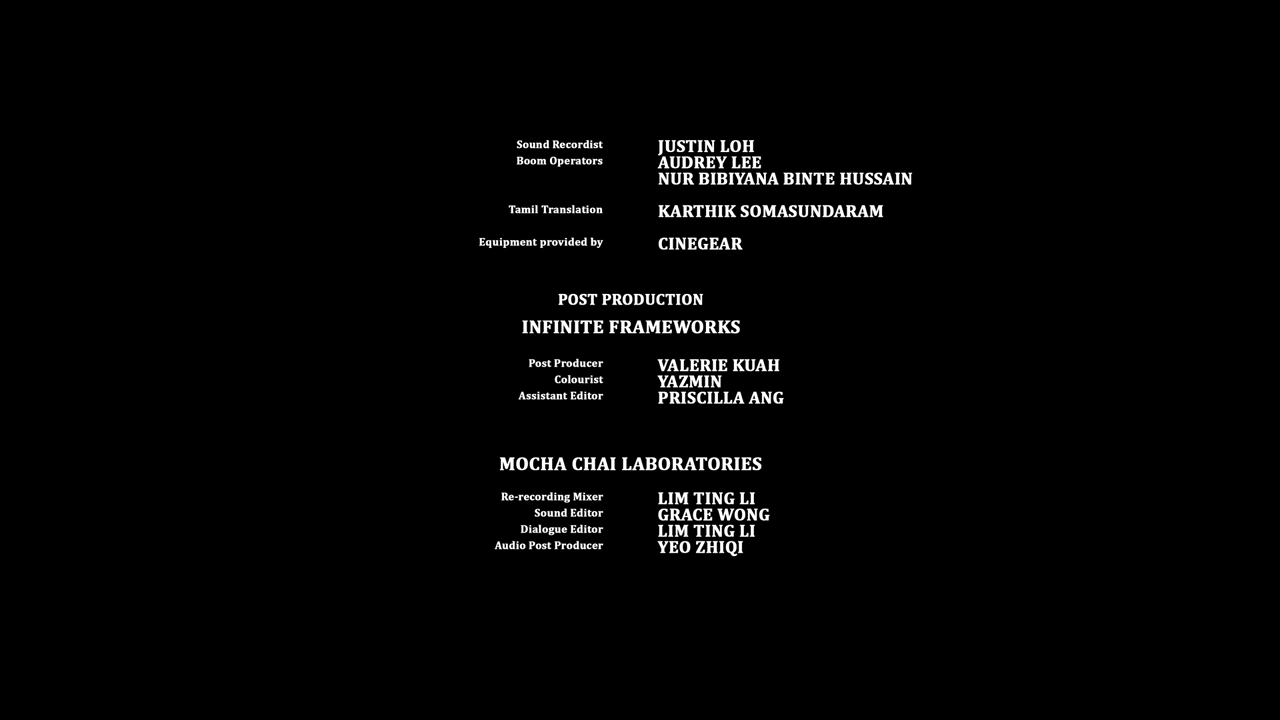 Sound Recordist JUSTIN LOH
Boom Operators AUDREY LEE
NUR BIBIYANA BINTE HUSSAIN
Tamil Translation KARTHIK SOMASUNDARAM
Equipment provided by CINEGEAR
POST PRODUCTION
INFINITE FRAMEWORKS
Post Producer VALERIE KUAH
Colourist YAZMIN
Assistant Editor PRISCILLA ANG
MOCHA CHAI LABORATORIES
Re-recording Mixer LIM TING LI
Sound Editor GRACE WONG
Dialogue Editor LIM TING LI
Audio Post Producer YEO ZHIQI